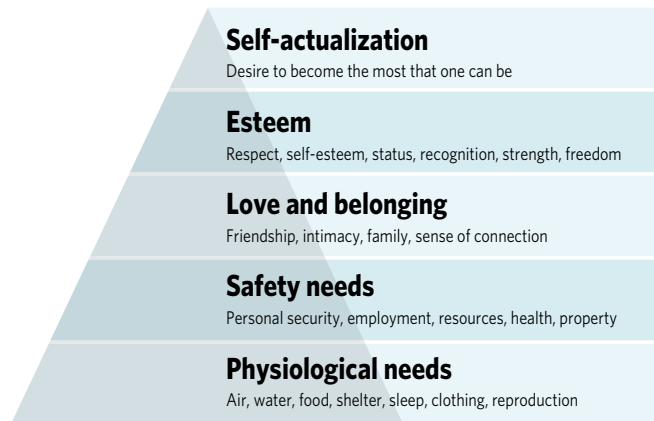 Self-actualization
Desire to become the most that one can be
Esteem
Respect, self-esteem, status, recognition, strength, freedom
Love and belonging
Friendship, intimacy, family, sense of connection
Safety needs
Personal security, employment, resources, health, property
Physiological needs
Air, water, food, shelter, sleep, clothing, reproduction